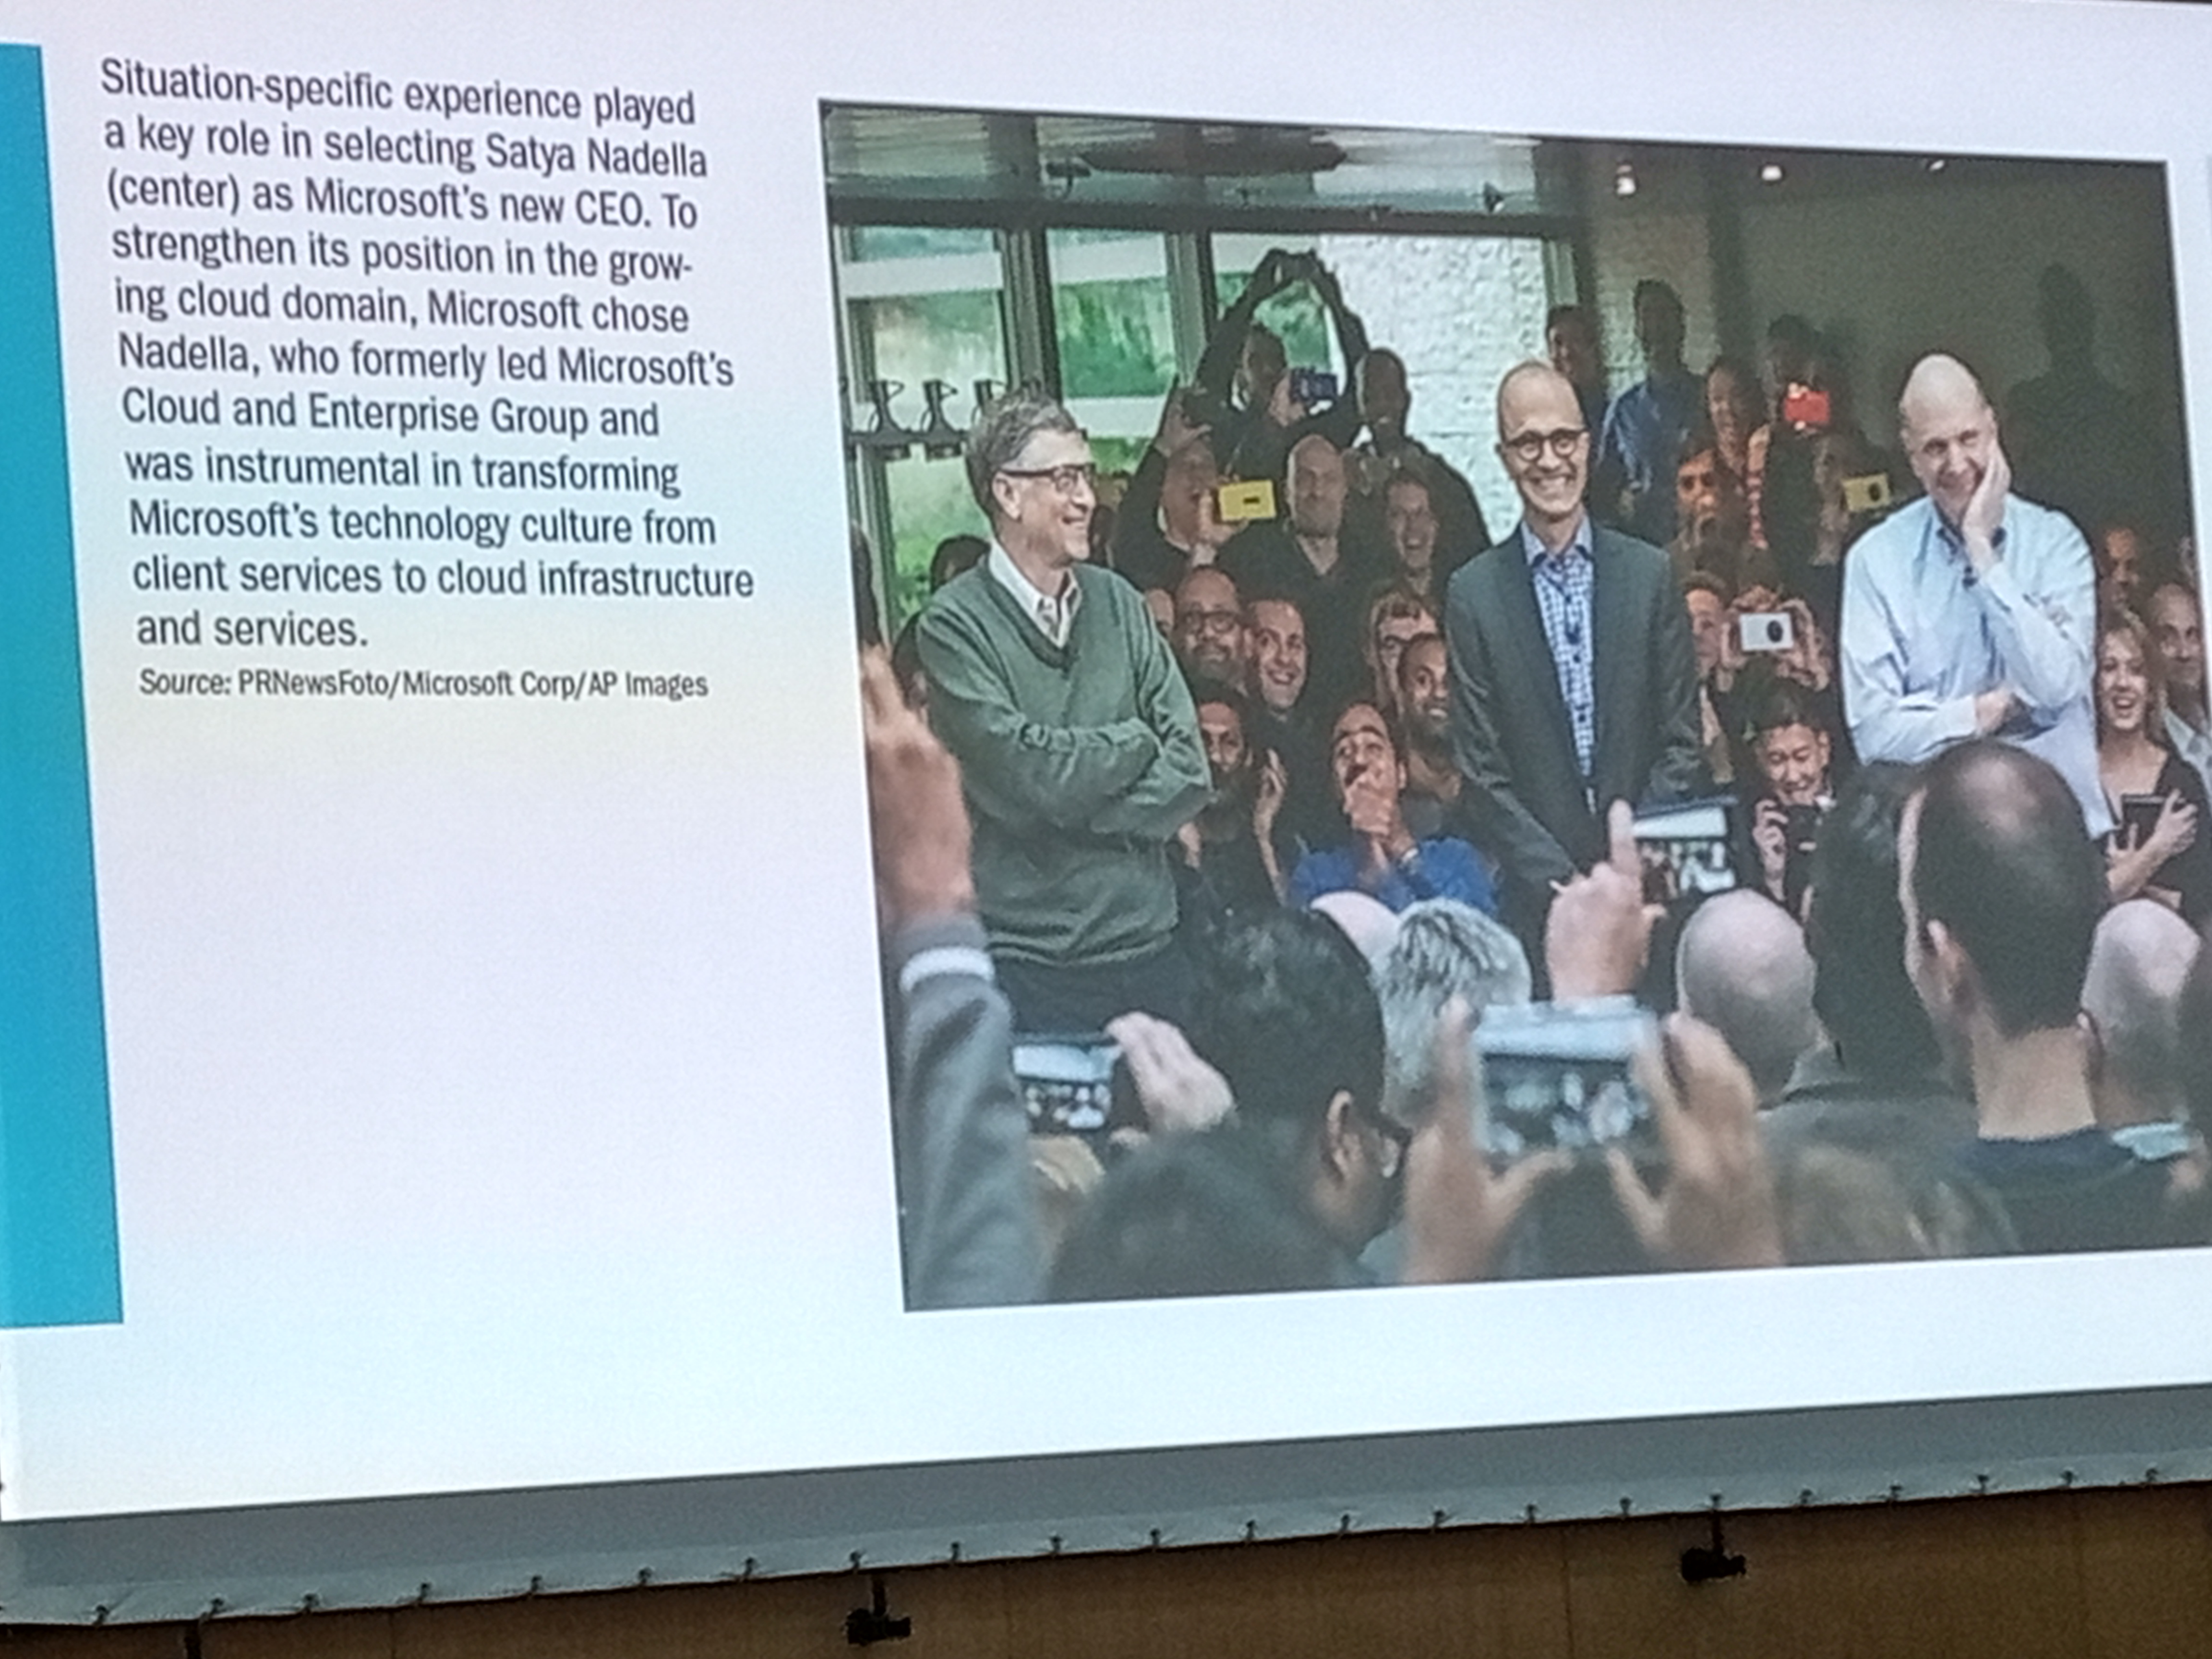 Situation-specific experience played
a key role in selecting Satya Nadella
(center) as Microsoft's new CEO. To
strengthen its position in the grow-
ing cloud domain, Microsoft chose
Nadella, who formerly led Microsoft's
Cloud and Enterprise Group and
was instrumental in transforming
Microsoft's technology culture from
client services to cloud infrastructure
and services.
Source: PRNewsFoto/Microsoft Corp/AP Images